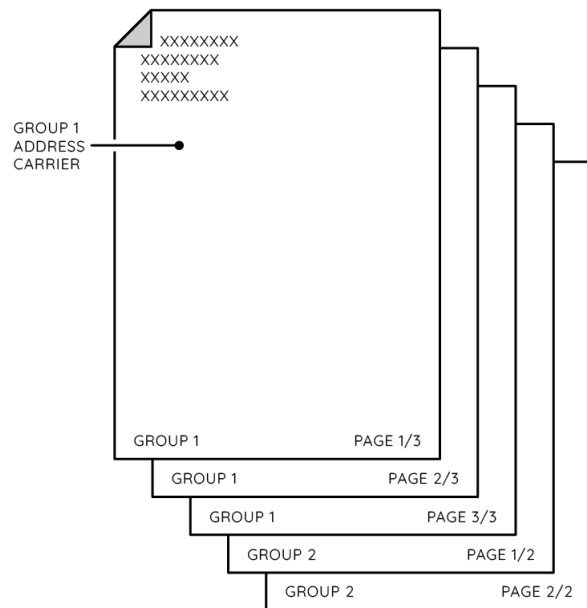 XXXXXXXX
XXXXXXXX
XXXXX
XXXXXXXXX
GROUP 1
ADDRESS
CARRIER
GROUP 1 PAGE 1/3
GROUP 1 PAGE 2/3
GROUP 1 PAGE 3/3
GROUP 2 PAGE 1/2
GROUP 2 PAGE 2/2